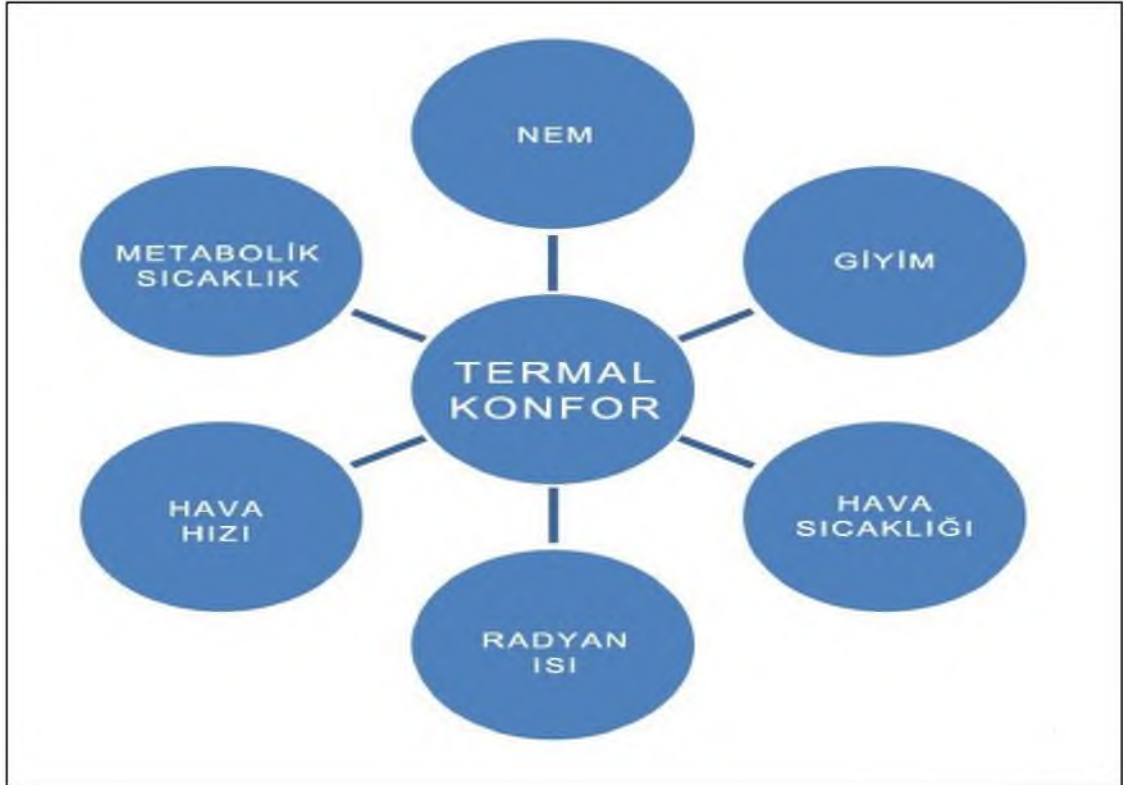 NEM
GİYİM
HAVA
SICAKLIĞI
RADYAN
ISI
HAVA
HIZI
METABOLİK
SICAKLIK
TERMAL
KONFOR